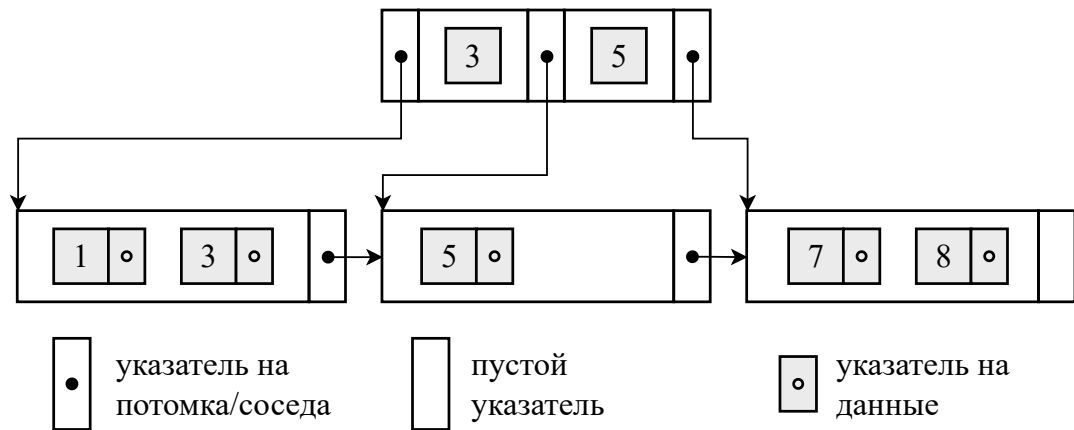 3 5
1 3 5 7 8
указатель на
потомка/соседа
пустой
указатель
указатель на
данные